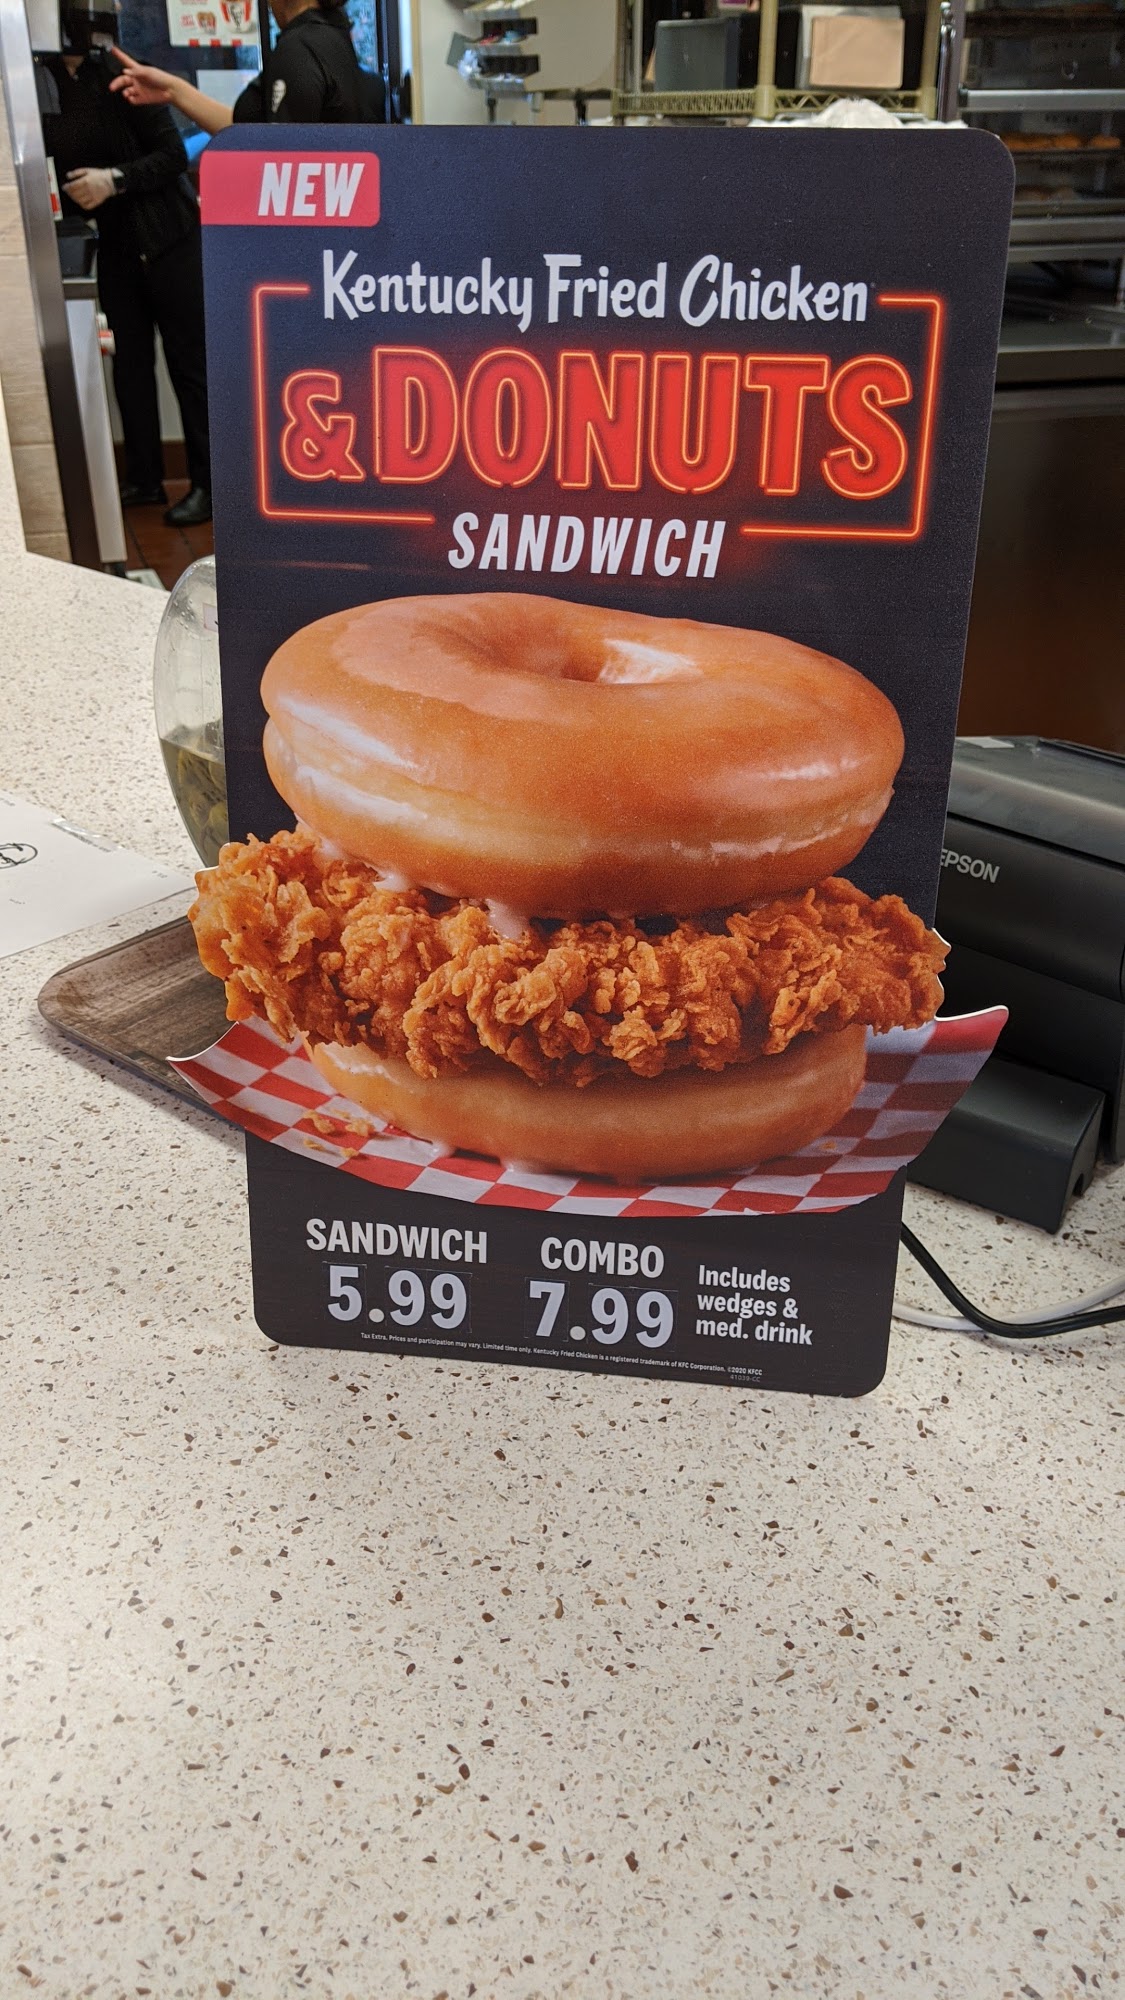 NEW
Kentucky Fried Chicken
& DONUTS
SANDWICH
EPSON
SANDWICH COMBO
5.99 7.99
Includes
wedges &
med. drink
Tax Extra. Prices and participation may vary. Limited time only. Kentucky Fried Chicken is a registered trademark of KFC Corporation. ©2020 KFCC
41039-CC